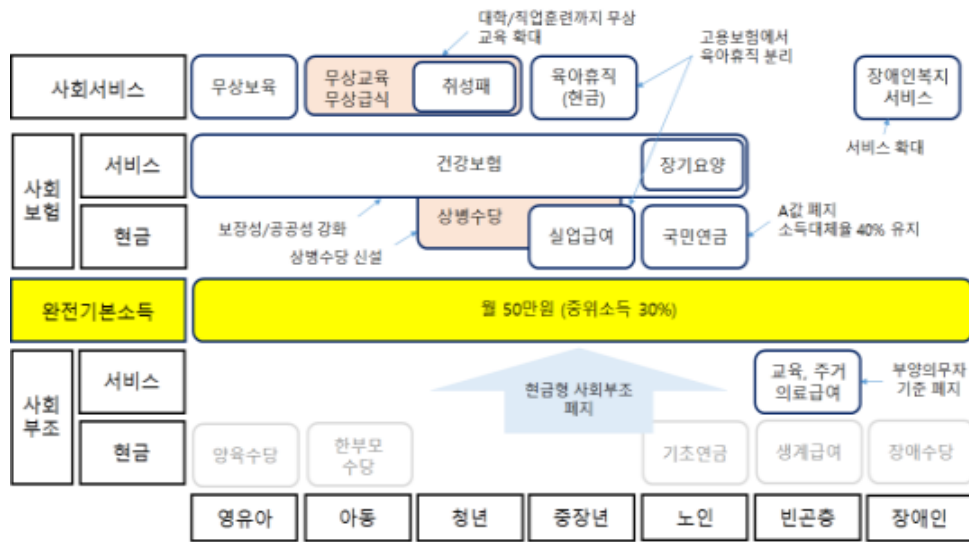 대학/직업훈련까지 무상
교육 확대
고용보험에서
육아휴직 분리
사회서비스
무상보육
무상교육
무상급식
취성패
육아휴직
(현금)
장애인복지
서비스
서비스 확대
사회
보험
서비스
건강보험
장기요양
현금
보장성/공공성 강화
상병수당 신설
상병수당
실업급여
국민연금
A값 폐지
소득대체율 40% 유지
완전기본소득
월 50만원 (중위소득 30%)
사회
부조
서비스
현금형 사회부조
폐지
교육, 주거
의료급여
부양의무자
기준 폐지
현금
양육수당
한부모
수당
기초연금
생계급여
장애수당
영유아
아동
청년
중장년
노인
빈곤층
장애인